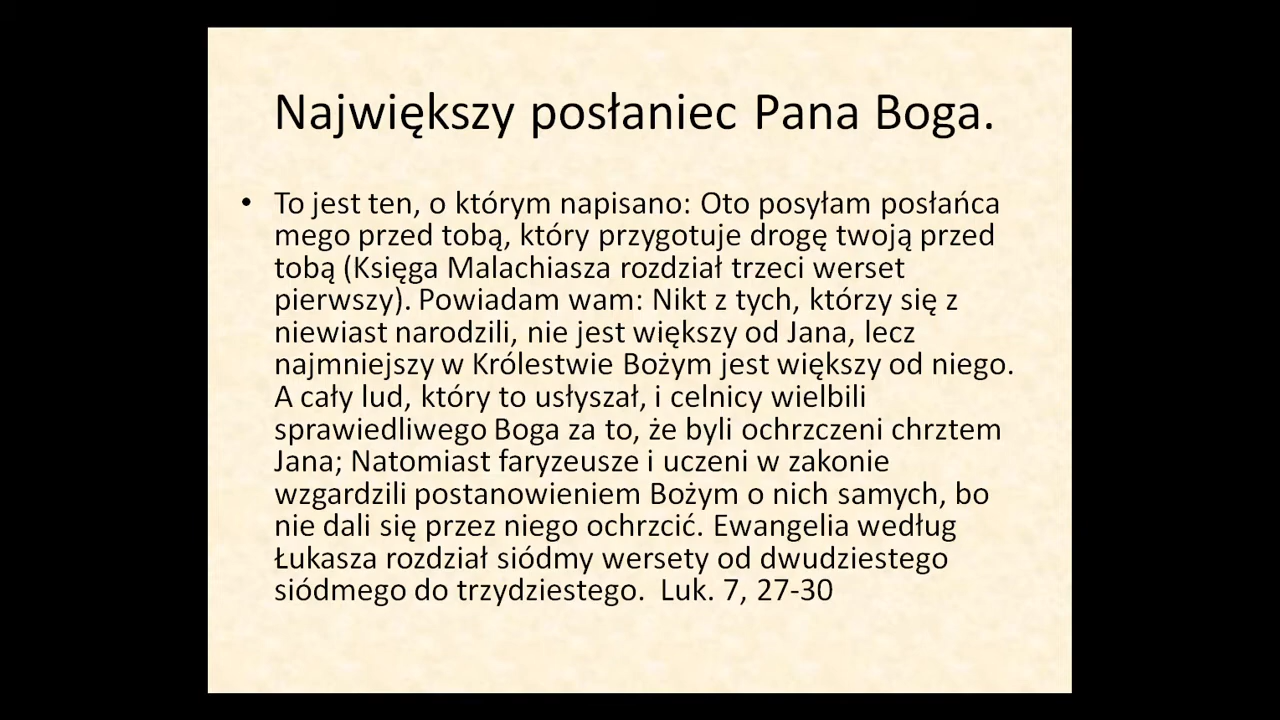 Największy posłaniec Pana Boga.
• To jest ten, o którym napisano: Oto posyłam posłańca
mego przed tobą, który przygotuje drogę twoją przed
tobą (Księga Malachiasza rozdział trzeci werset
pierwszy). Powiadam wam: Nikt z tych, którzy się z
niewiast narodzili, nie jest większy od Jana, lecz
najmniejszy w Królestwie Bożym jest większy od niego.
A cały lud, który to usłyszał, i celnicy wielbili
sprawiedliwego Boga za to, że byli ochrzczeni chrztem
Jana; Natomiast faryzeusze i uczeni w zakonie
wzgardzili postanowieniem Bożym o nich samych, bo
nie dali się przez niego ochrzcić. Ewangelia według
Łukasza rozdział siódmy wersety od dwudziestego
siódmego do trzydziestego.  Luk. 7, 27-30